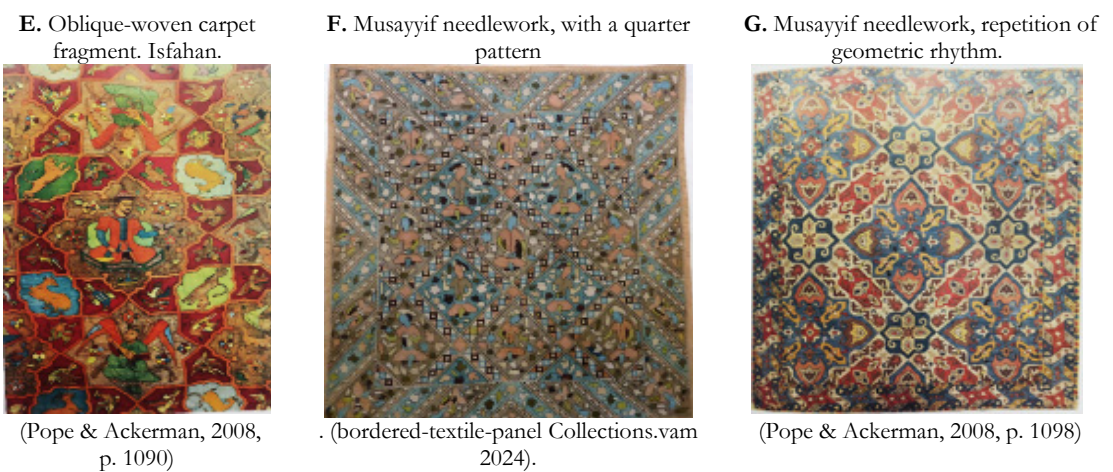 E. Oblique-woven carpet
fragment. Isfahan.
F. Musayyif needlework, with a quarter
pattern
G. Musayyif needlework, repetition of
geometric rhythm.
(Pope & Ackerman, 2008,
p. 1090)
. (bordered-textile-panel Collections.vam
2024).
(Pope & Ackerman, 2008, p. 1098)